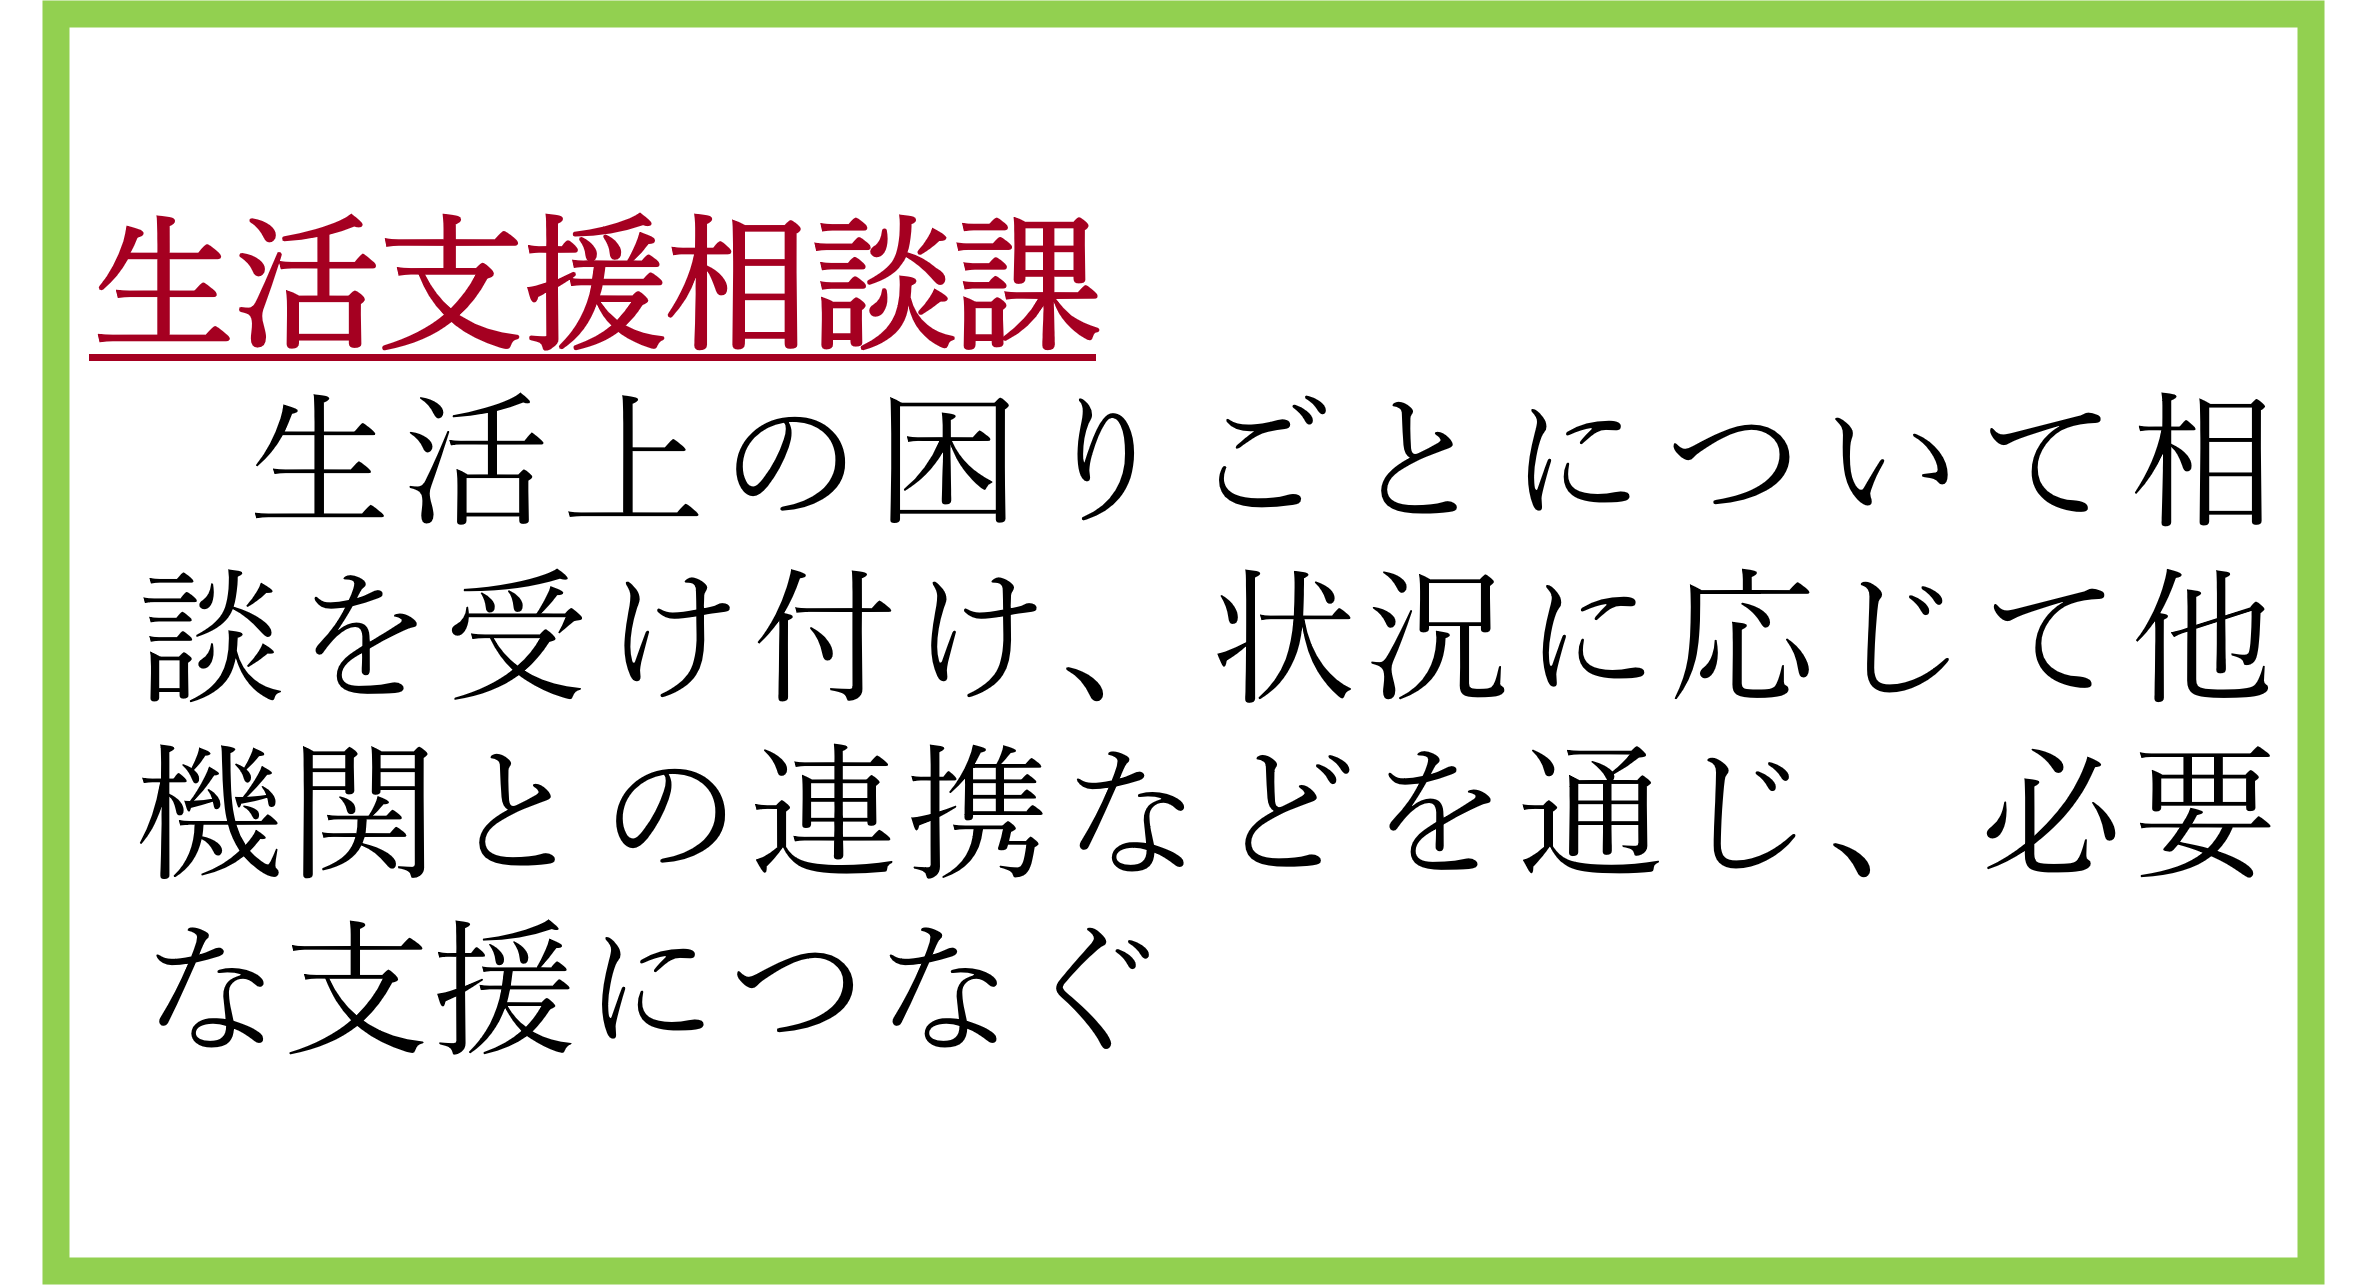 生活支援相談課
　生活上の困りごとについて相
談を受け付け、状況に応じて他
機関との連携などを通じ、必要
な支援につなぐ